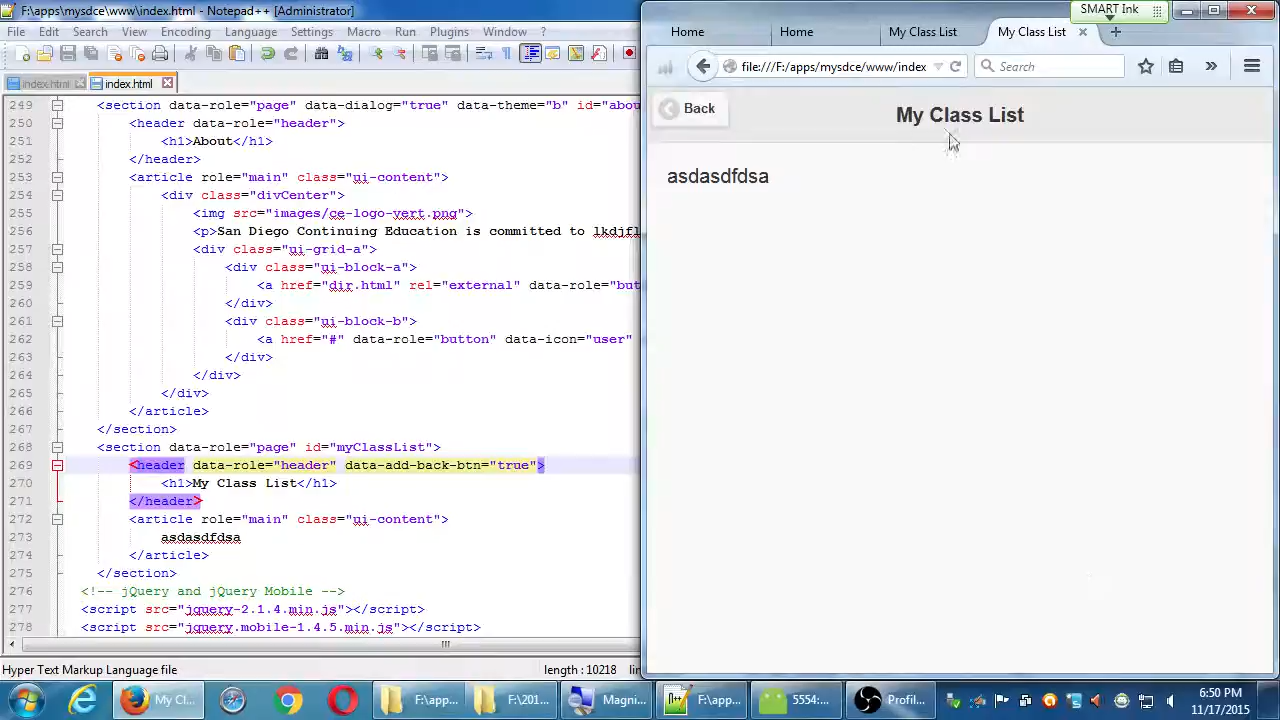 F:\apps\mysdce\www\index.html - Notepad++ [Administrator]
File Edit Search View Encoding Language Settings Macro Run Plugins Window ?
index.html index.html
249 <section data-role="page" data-dialog="true" data-theme="b" id="abou
250 <header data-role="header">
251 <h1>About</h1>
252 </header>
253 <article role="main" class="ui-content">
254 <div class="divCenter">
255 <img src="images/ce-logo-vert.png">
256 <p>San Diego Continuing Education is committed to lkdjfl
257 <div class="ui-grid-a">
258 <div class="ui-block-a">
259 <a href="dir.html" rel="external" data-role="but
260 </div>
261 <div class="ui-block-b">
262 <a href="#" data-role="button" data-icon="user"
263 </div>
264 </div>
265 </div>
266 </article>
267 </section>
268 <section data-role="page" id="myClassList">
269 <header data-role="header" data-add-back-btn="true">
270 <h1>My Class List</h1>
271 </header>
272 <article role="main" class="ui-content">
273 asdasdfdsa
274 </article>
275 </section>
276 <!-- jQuery and jQuery Mobile -->
277 <script src="jquery-2.1.4.min.js"></script>
278 <script src="jquery.mobile-1.4.5.min.js"></script>
Hyper Text Markup Language file length : 10218 lin
SMART Ink
Home Home My Class List My Class List
file:///F:/apps/mysdce/www/index Search
Back
My Class List
asdasdfdsa
My Cl... F:\app... F:\201... Magni... F:\app... 5554:... Profil...
6:50 PM
11/17/2015